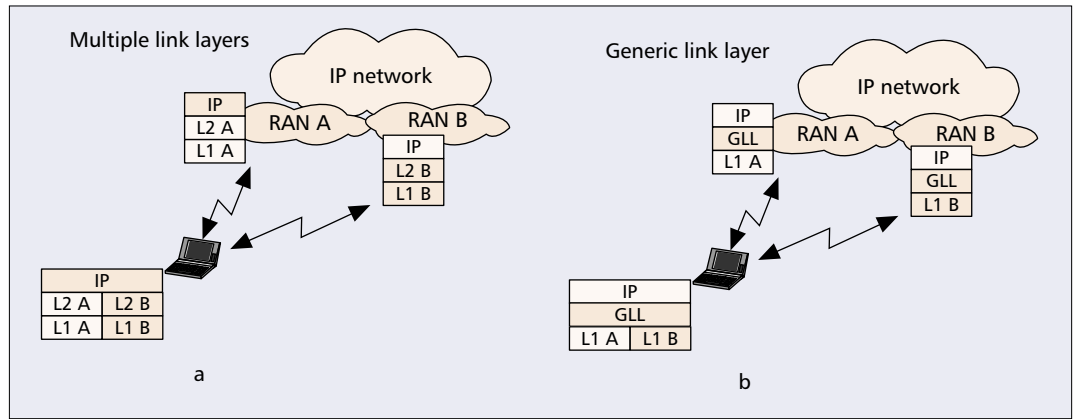 Multiple link layers
IP network
IP
L2 A
L1 A
RAN A
RAN B
IP
L2 B
L1 B
IP
L2 A L2 B
L1 A L1 B
a
Generic link layer
IP network
IP
GLL
L1 A
RAN A
RAN B
IP
GLL
L1 B
IP
GLL
L1 A L1 B
b